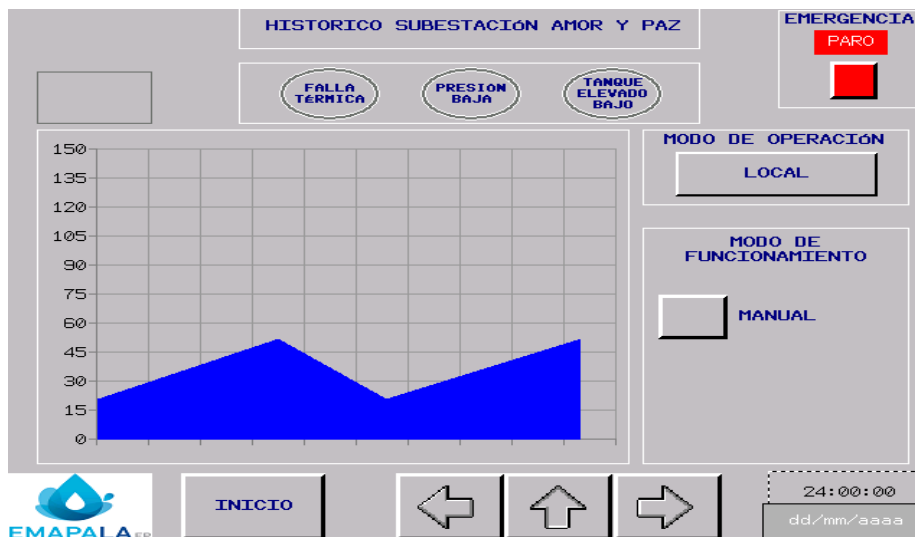 HISTORICO SUBESTACIóN AMOR Y PAZ
EMERGENCIA
PARO
FALLA
TéRMICA
PRESION
BAJA
TANQUE
ELEVADO
BAJO
MODO DE OPERACIóN
LOCAL
150
135
120
105
90
75
60
45
30
15
0
MODO DE
FUNCIONAMIENTO
MANUAL
INICIO
24:00:00
dd/mm/aaaa
EMAPALA EP